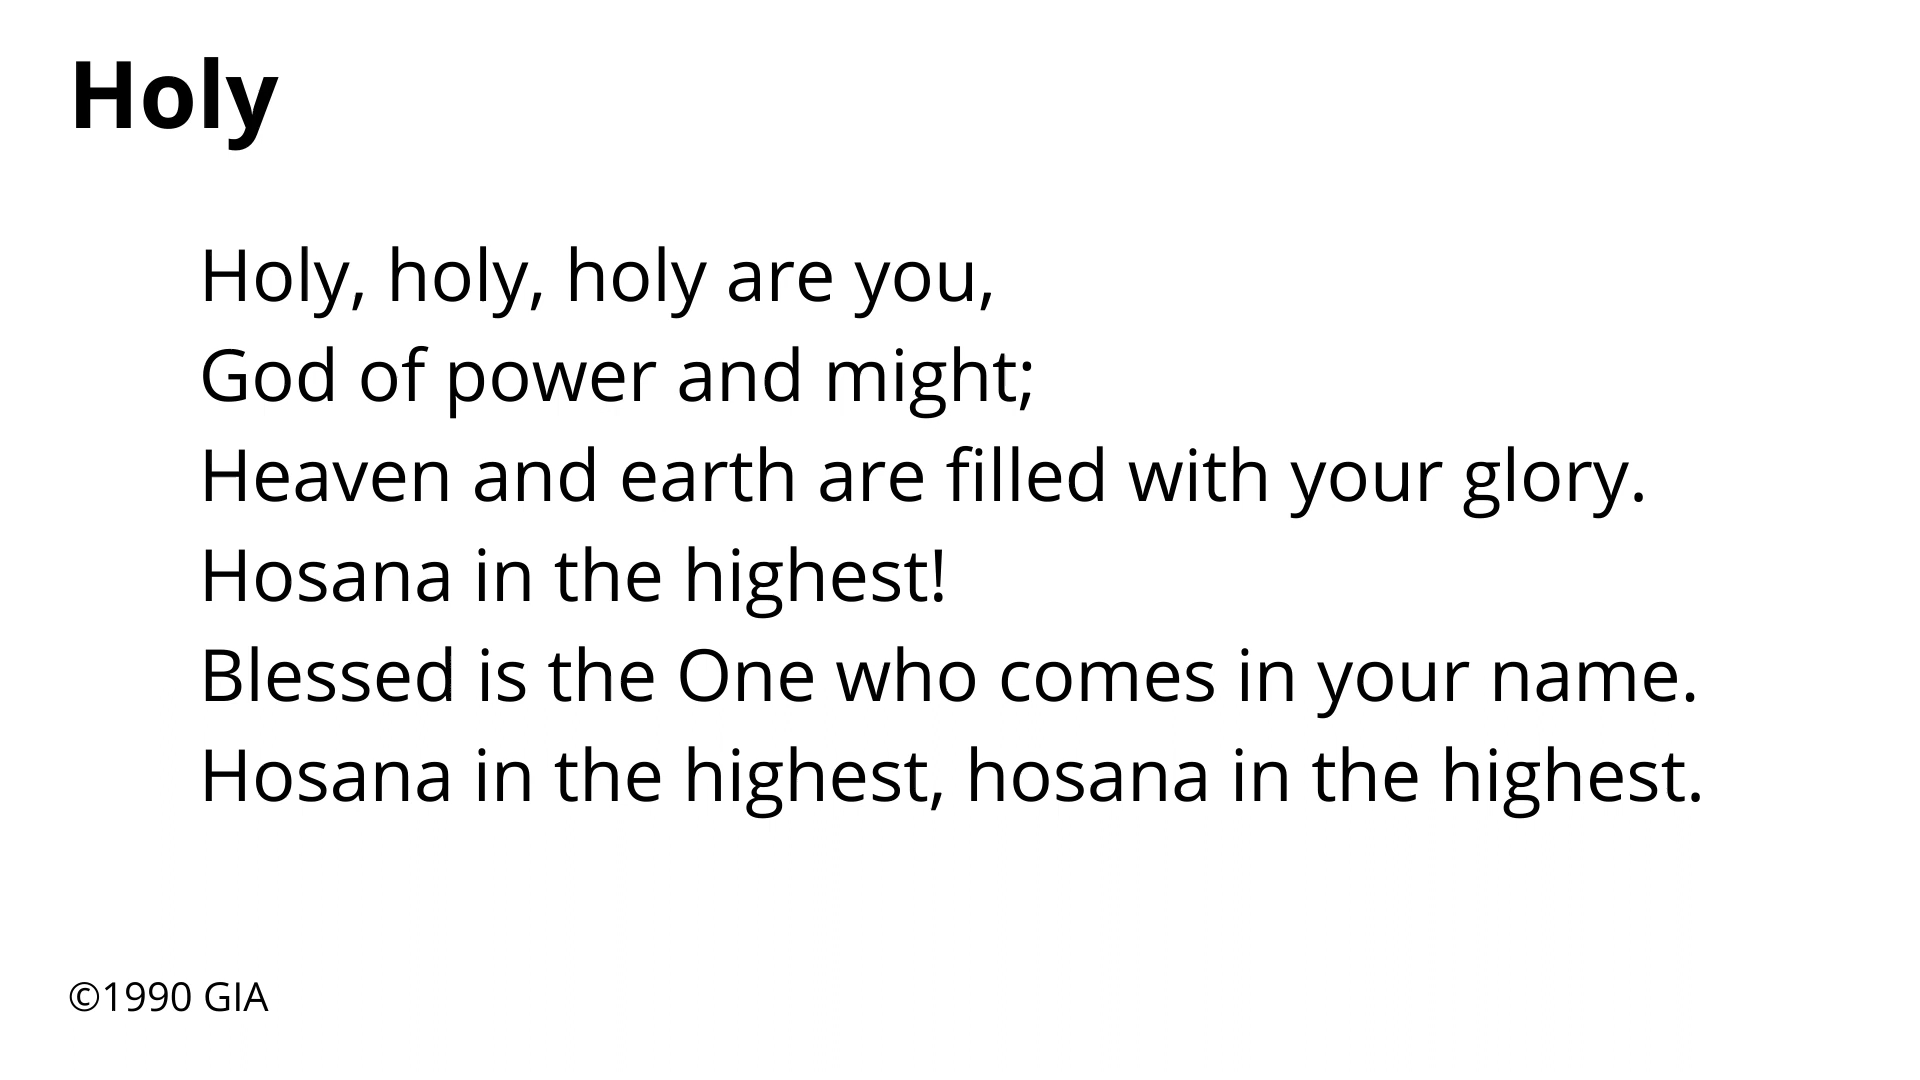 Holy
Holy, holy, holy are you,
God of power and might;
Heaven and earth are filled with your glory.
Hosana in the highest!
Blessed is the One who comes in your name.
Hosana in the highest, hosana in the highest.
©1990 GIA